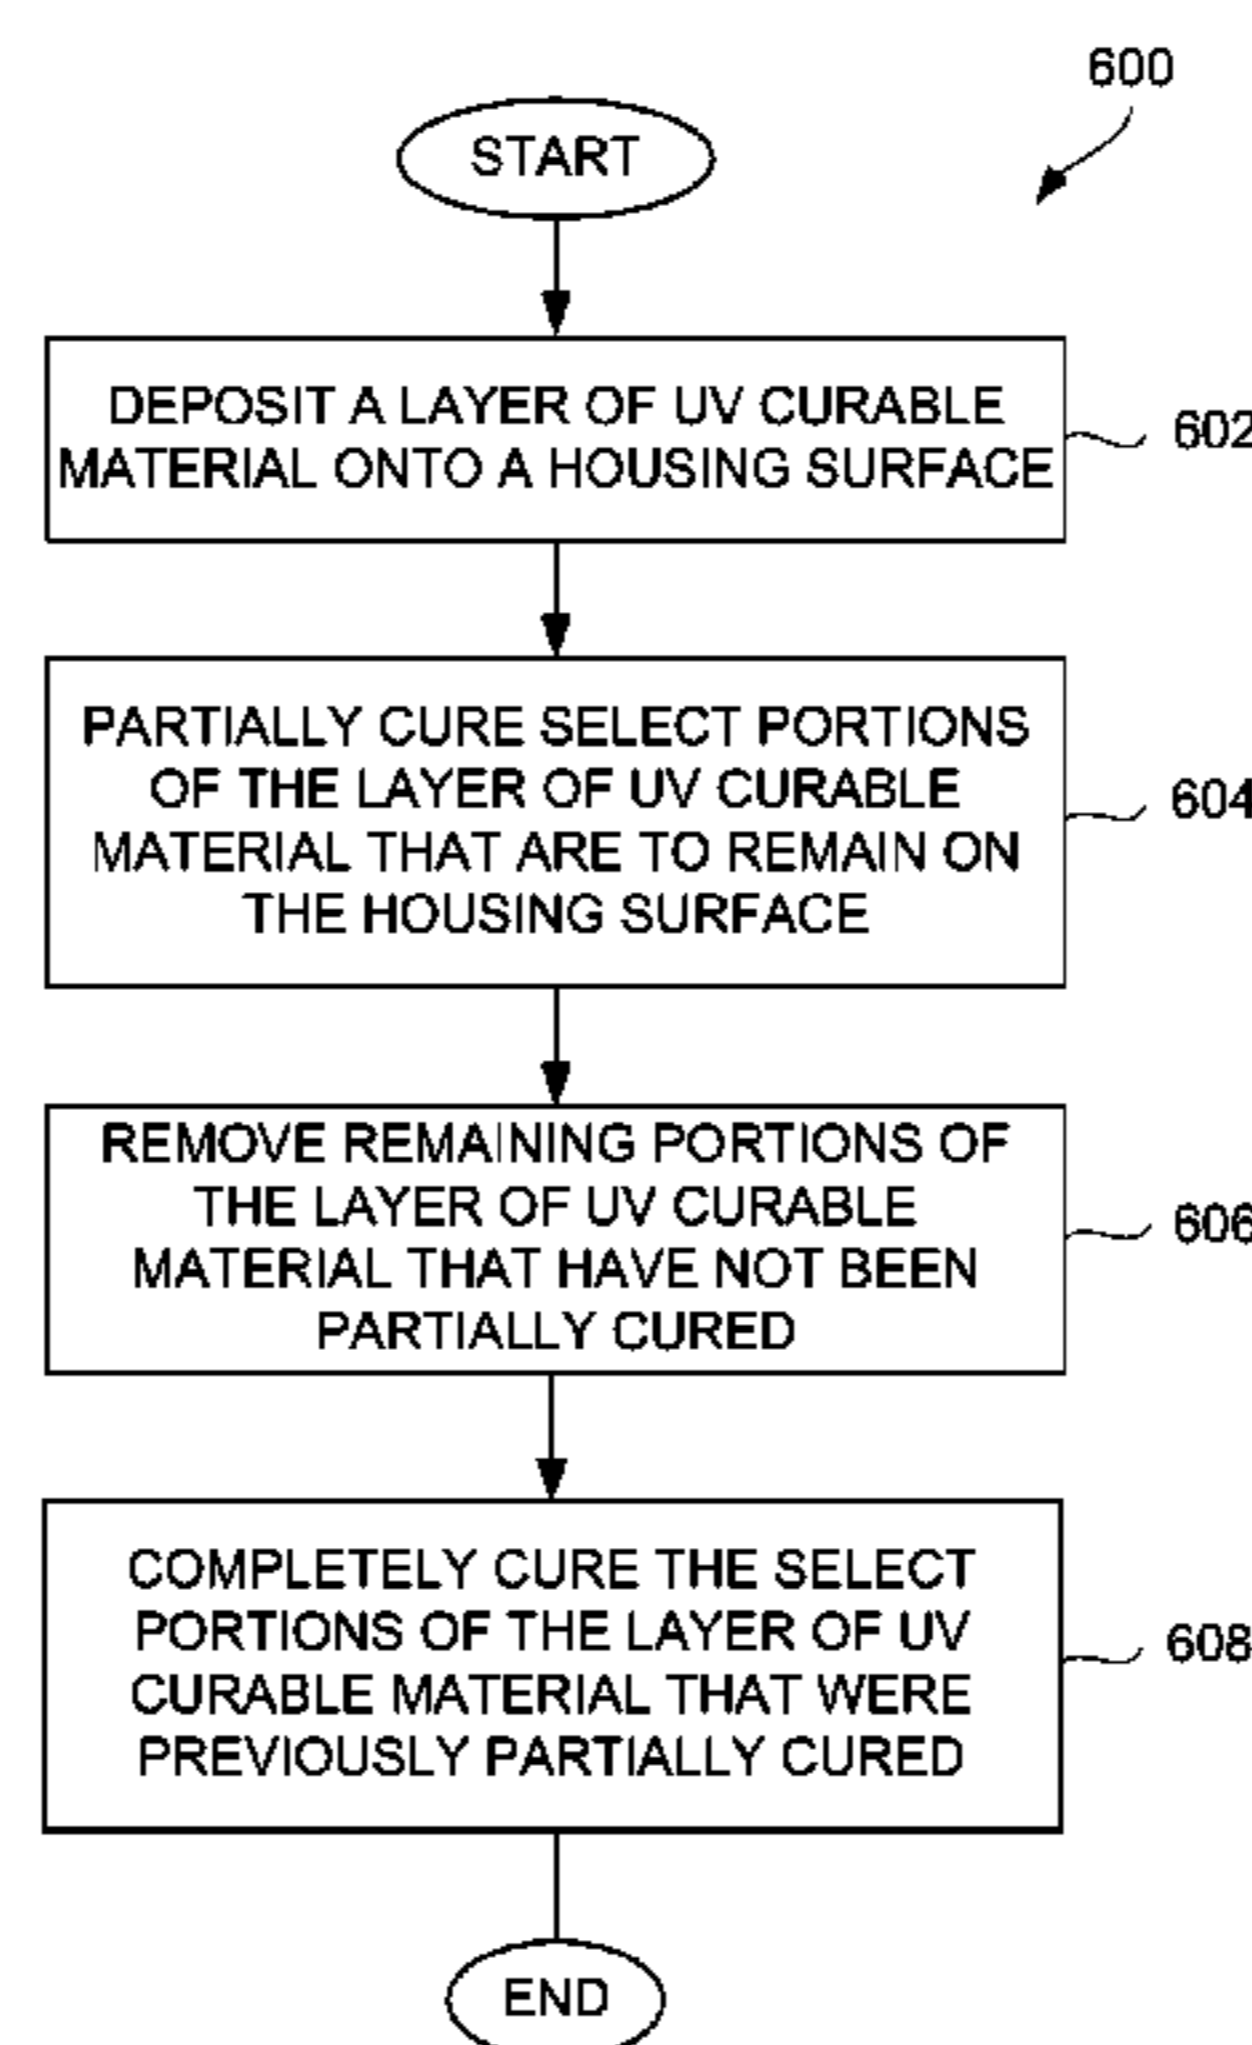 600
START
DEPOSIT A LAYER OF UV CURABLE
MATERIAL ONTO A HOUSING SURFACE
602
PARTIALLY CURE SELECT PORTIONS
OF THE LAYER OF UV CURABLE
MATERIAL THAT ARE TO REMAIN ON
THE HOUSING SURFACE
604
REMOVE REMAINING PORTIONS OF
THE LAYER OF UV CURABLE
MATERIAL THAT HAVE NOT BEEN
PARTIALLY CURED
606
COMPLETELY CURE THE SELECT
PORTIONS OF THE LAYER OF UV
CURABLE MATERIAL THAT WERE
PREVIOUSLY PARTIALLY CURED
608
END